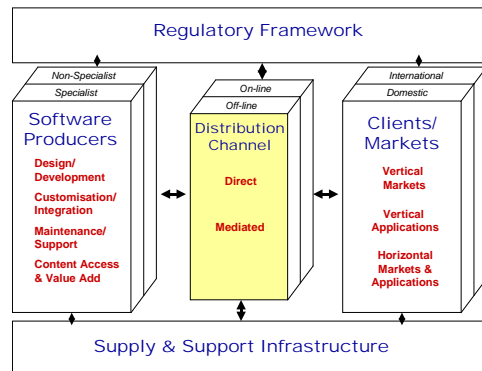 Regulatory Framework
Non-Specialist
Specialist
Software
Producers
Design/
Development
Customisation/
Integration
Maintenance/
Support
Content Access
& Value Add
On-line
Off-line
Distribution
Channel
Direct
Mediated
International
Domestic
Clients/
Markets
Vertical
Markets
Vertical
Applications
Horizontal
Markets &
Applications
Supply & Support Infrastructure